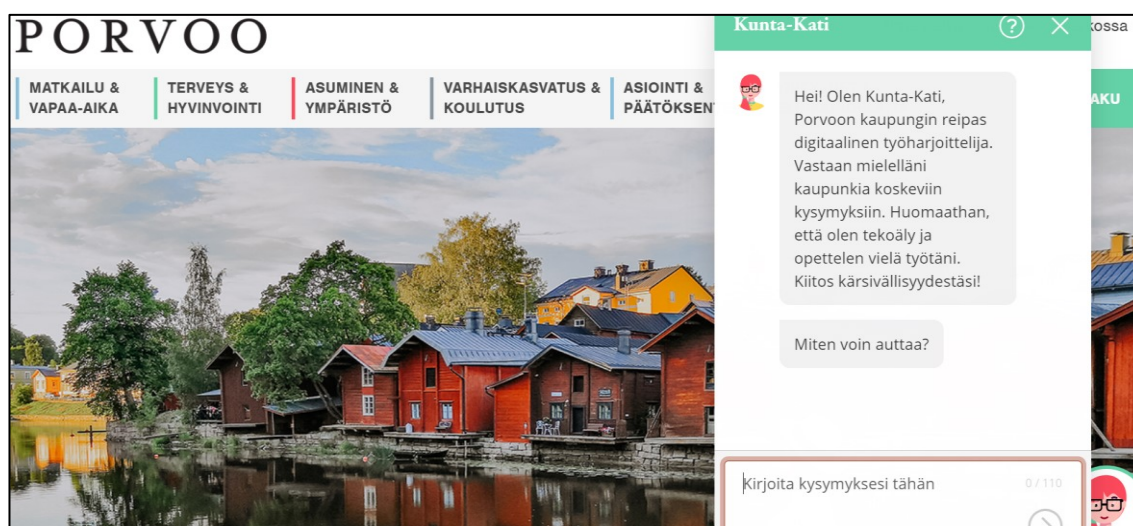 PORVOO
MATKAILU &
VAPAA-AIKA
TERVEYS &
HYVINVOINTI
ASUMINEN &
YMPÄRISTÖ
VARHAISKASVATUS &
KOULUTUS
ASIOINTI &
PÄÄTÖKSEN
Kunta-Kati
?
kossa
AKU
Hei! Olen Kunta-Kati,
Porvoon kaupungin reipas
digitaalinen työharjoittelija.
Vastaan mielelläni
kaupunkia koskeviin
kysymyksiin. Huomaathan,
että olen tekoäly ja
opettelen vielä työtäni.
Kiitos kärsivällisyydestäsi!
Miten voin auttaa?
Kirjoita kysymyksesi tähän
0 / 110